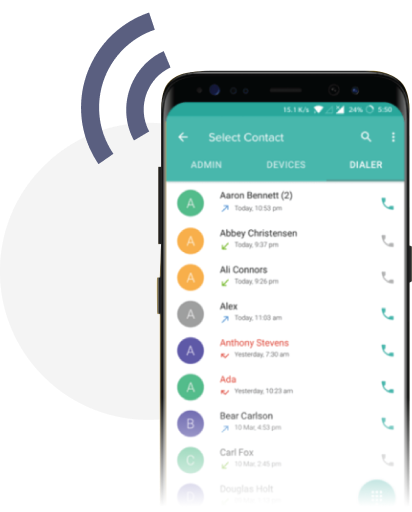 15.1 K/s 24% 5:50
Select Contact
ADMIN DEVICES DIALER
A Aaron Bennett (2)
Today, 10:53 pm
A Abbey Christensen
Today, 9:37 pm
A Ali Connors
Today, 9:26 pm
A Alex
Today, 11:03 am
A Anthony Stevens
Yesterday, 7:30 am
A Ada
Yesterday, 10:23 am
B Bear Carlson
10 Mar, 4:53 pm
C Carl Fox
10 Mar, 2:45 pm
D Douglas Holt